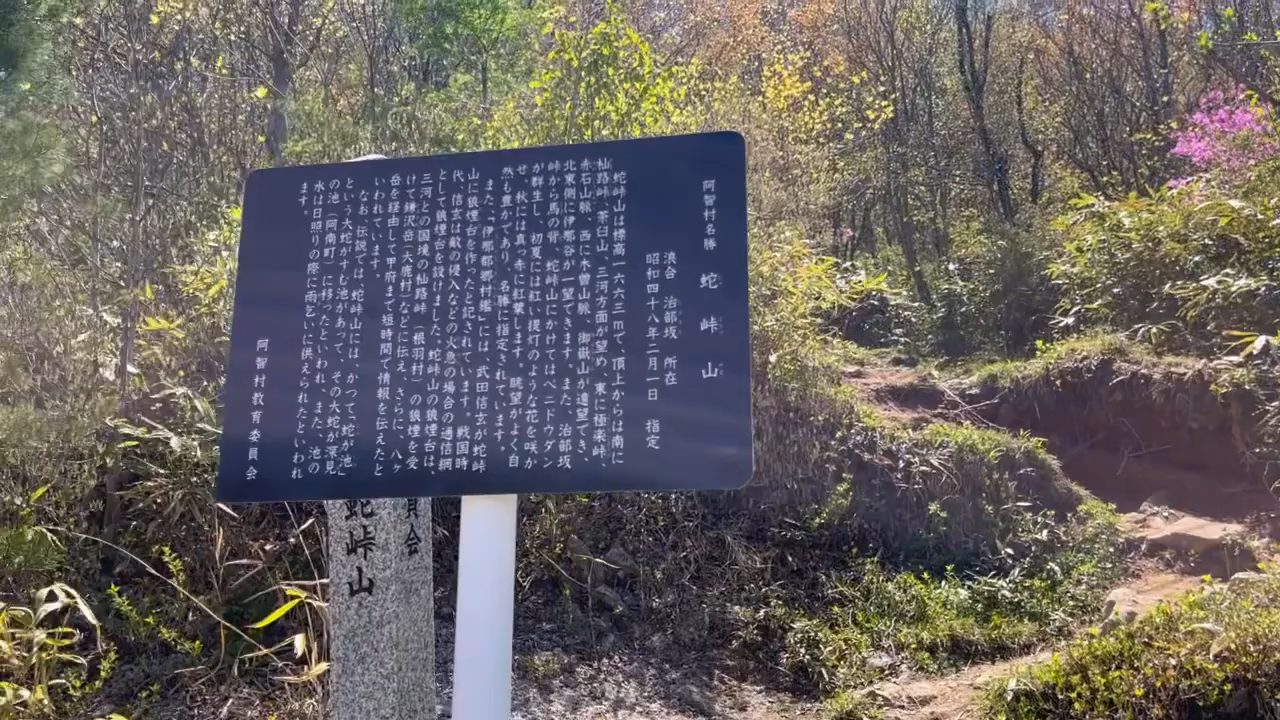 阿智村名勝 蛇峠山
浪合 治部坂 所在
昭和四十八年二月一日 指定
蛇峠山は標高一六六三mで、頂上からは南に
杣路峠、茶臼山、三河方面が望め、東に極楽峠、
赤石山脈、西に木曽山脈、御嶽山が遠望でき、
北東側に伊那谷が一望できます。また、治部坂
峠から馬の背、蛇峠山にかけてはベニドウダン
が群生し、初夏には紅い提灯のような花を咲か
せ、秋には真っ赤に紅葉します。眺望がよく自
然も豊かであり、名勝に指定されています。
また、「伊那郡郷村鑑」には、武田信玄が蛇峠
山に狼煙台を作ったと記されています。戦国時
代、信玄は敵の侵入などの火急の場合の通信網
として狼煙台を設けました。蛇峠山の狼煙台は、
三河との国境の杣路峠(根羽村)の狼煙を受
けて鎌沢岳(大鹿村)などに伝え、さらに、八ヶ
岳を経由して甲府まで短時間で情報を伝えたと
いわれています。
なお、伝説では、蛇峠山には、かつて「蛇が池」
という大蛇がすむ池があって、その大蛇が深見
の池(阿南町)に移ったといわれ、また、池の
水は日照りの際に雨乞いに供えられたといわれ
ます。
阿智村教育委員会
員会
蛇峠山